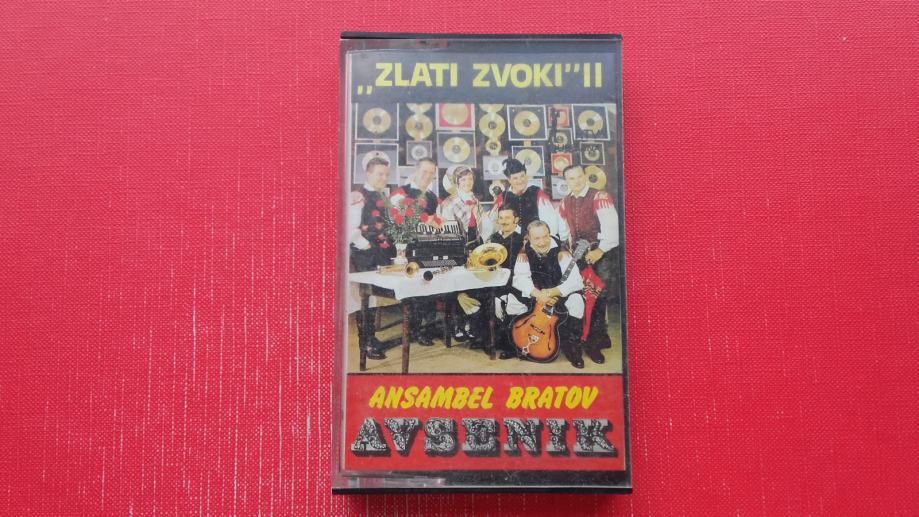 „ZLATI ZVOKI” II
ANSAMBEL BRATOV
AVSENIK